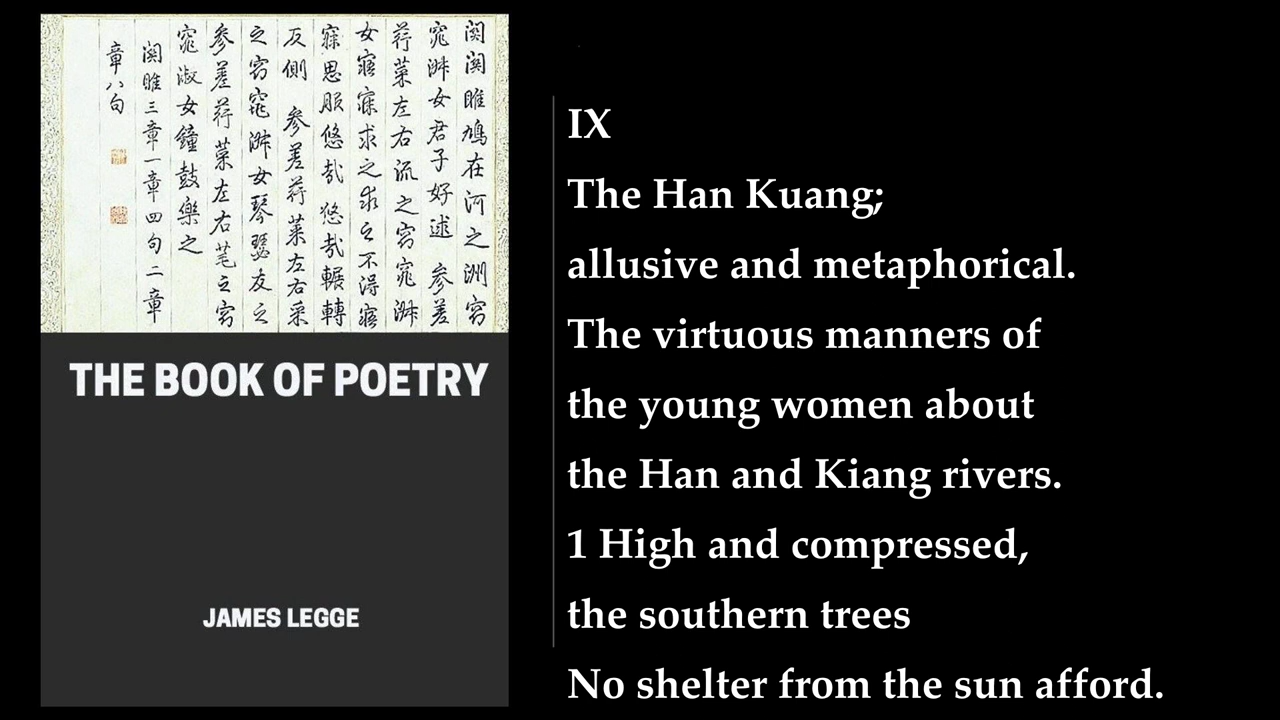 関関雎鳩在河之洲窈
窕淑女君子好逑 参差
荇菜左右流之窈窕淑
女寤寐求之求之不得寤
寐思服悠哉悠哉輾轉
反側 参差荇菜左右采
之窈窕淑女琴瑟友之
参差荇菜左右芼之窈
窕淑女鐘鼓樂之
関雎三章一章四句二章
章八句
THE BOOK OF POETRY
JAMES LEGGE
IX
The Han Kuang;
allusive and metaphorical.
The virtuous manners of
the young women about
the Han and Kiang rivers.
1 High and compressed,
the southern trees
No shelter from the sun afford.